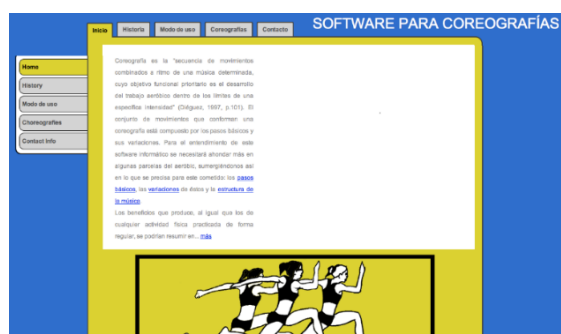 SOFTWARE PARA COREOGRAFÍAS
Inicio
Historia
Modo de uso
Coreografías
Contacto
Home
History
Modo de uso
Choreografies
Contact Info
Coreografía es la "secuencia de movimientos
combinados a ritmo de una música determinada,
cuyo objetivo funcional prioritario es el desarrollo
del trabajo aeróbico dentro de los límites de una
específica intensidad" (Diéguez, 1997, p.101). El
conjunto de movimientos que conforman una
coreografía está compuesto por los pasos básicos y
sus variaciones. Para el entendimiento de este
software informático se necesitará ahondar más en
algunas parcelas del aeróbic, sumergiéndonos así
en lo que se precisa para este cometido: los pasos
básicos, las variaciones de éstos y la estructura de
la música.
Los beneficios que produce, al igual que los de
cualquier actividad física practicada de forma
regular, se podrían resumir en... más.